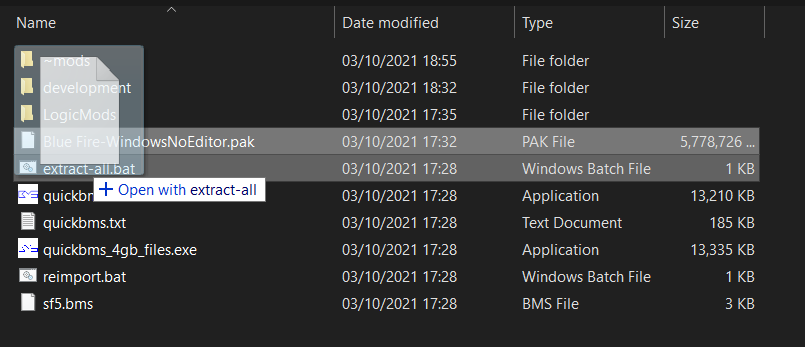 Name Date modified Type Size
~mods 03/10/2021 18:55 File folder
development 03/10/2021 18:32 File folder
LogicMods 03/10/2021 17:35 File folder
Blue Fire-WindowsNoEditor.pak 03/10/2021 17:32 PAK File 5,778,726 ...
extract-all.bat 03/10/2021 17:28 Windows Batch File 1 KB
Open with extract-all
quickbms 03/10/2021 17:28 Application 13,210 KB
quickbms.txt 03/10/2021 17:28 Text Document 185 KB
quickbms_4gb_files.exe 03/10/2021 17:28 Application 13,335 KB
reimport.bat 03/10/2021 17:28 Windows Batch File 1 KB
sf5.bms 03/10/2021 17:28 BMS File 3 KB